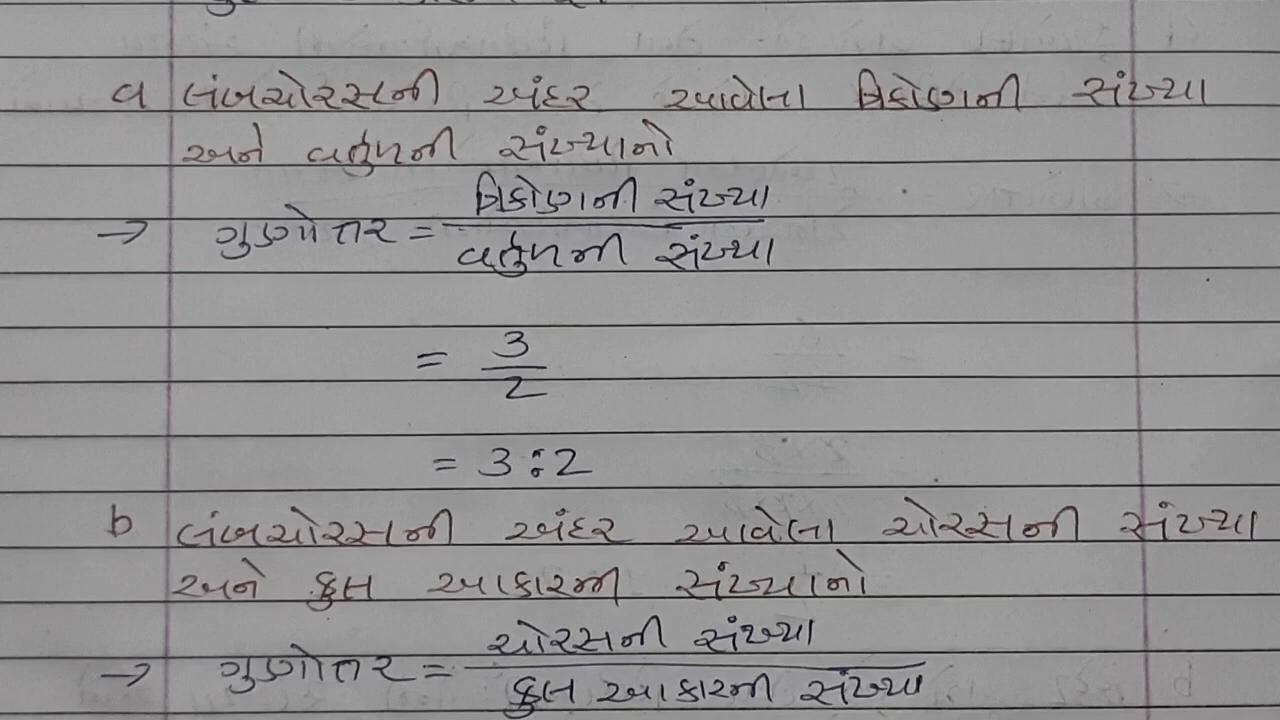 a લંબચોરસની અંદર આવેલા ત્રિકોણની સંખ્યા
અને વર્તુળની સંખ્યાનો
ત્રિકોણની સંખ્યા
→ ગુણોત્તર =
વર્તુળની સંખ્યા
= 3
2
= 3:2
b લંબચોરસની અંદર આવેલા ચોરસની સંખ્યા
અને કુલ આકારની સંખ્યાનો
ચોરસની સંખ્યા
→ ગુણોત્તર =
કુલ આકારની સંખ્યા